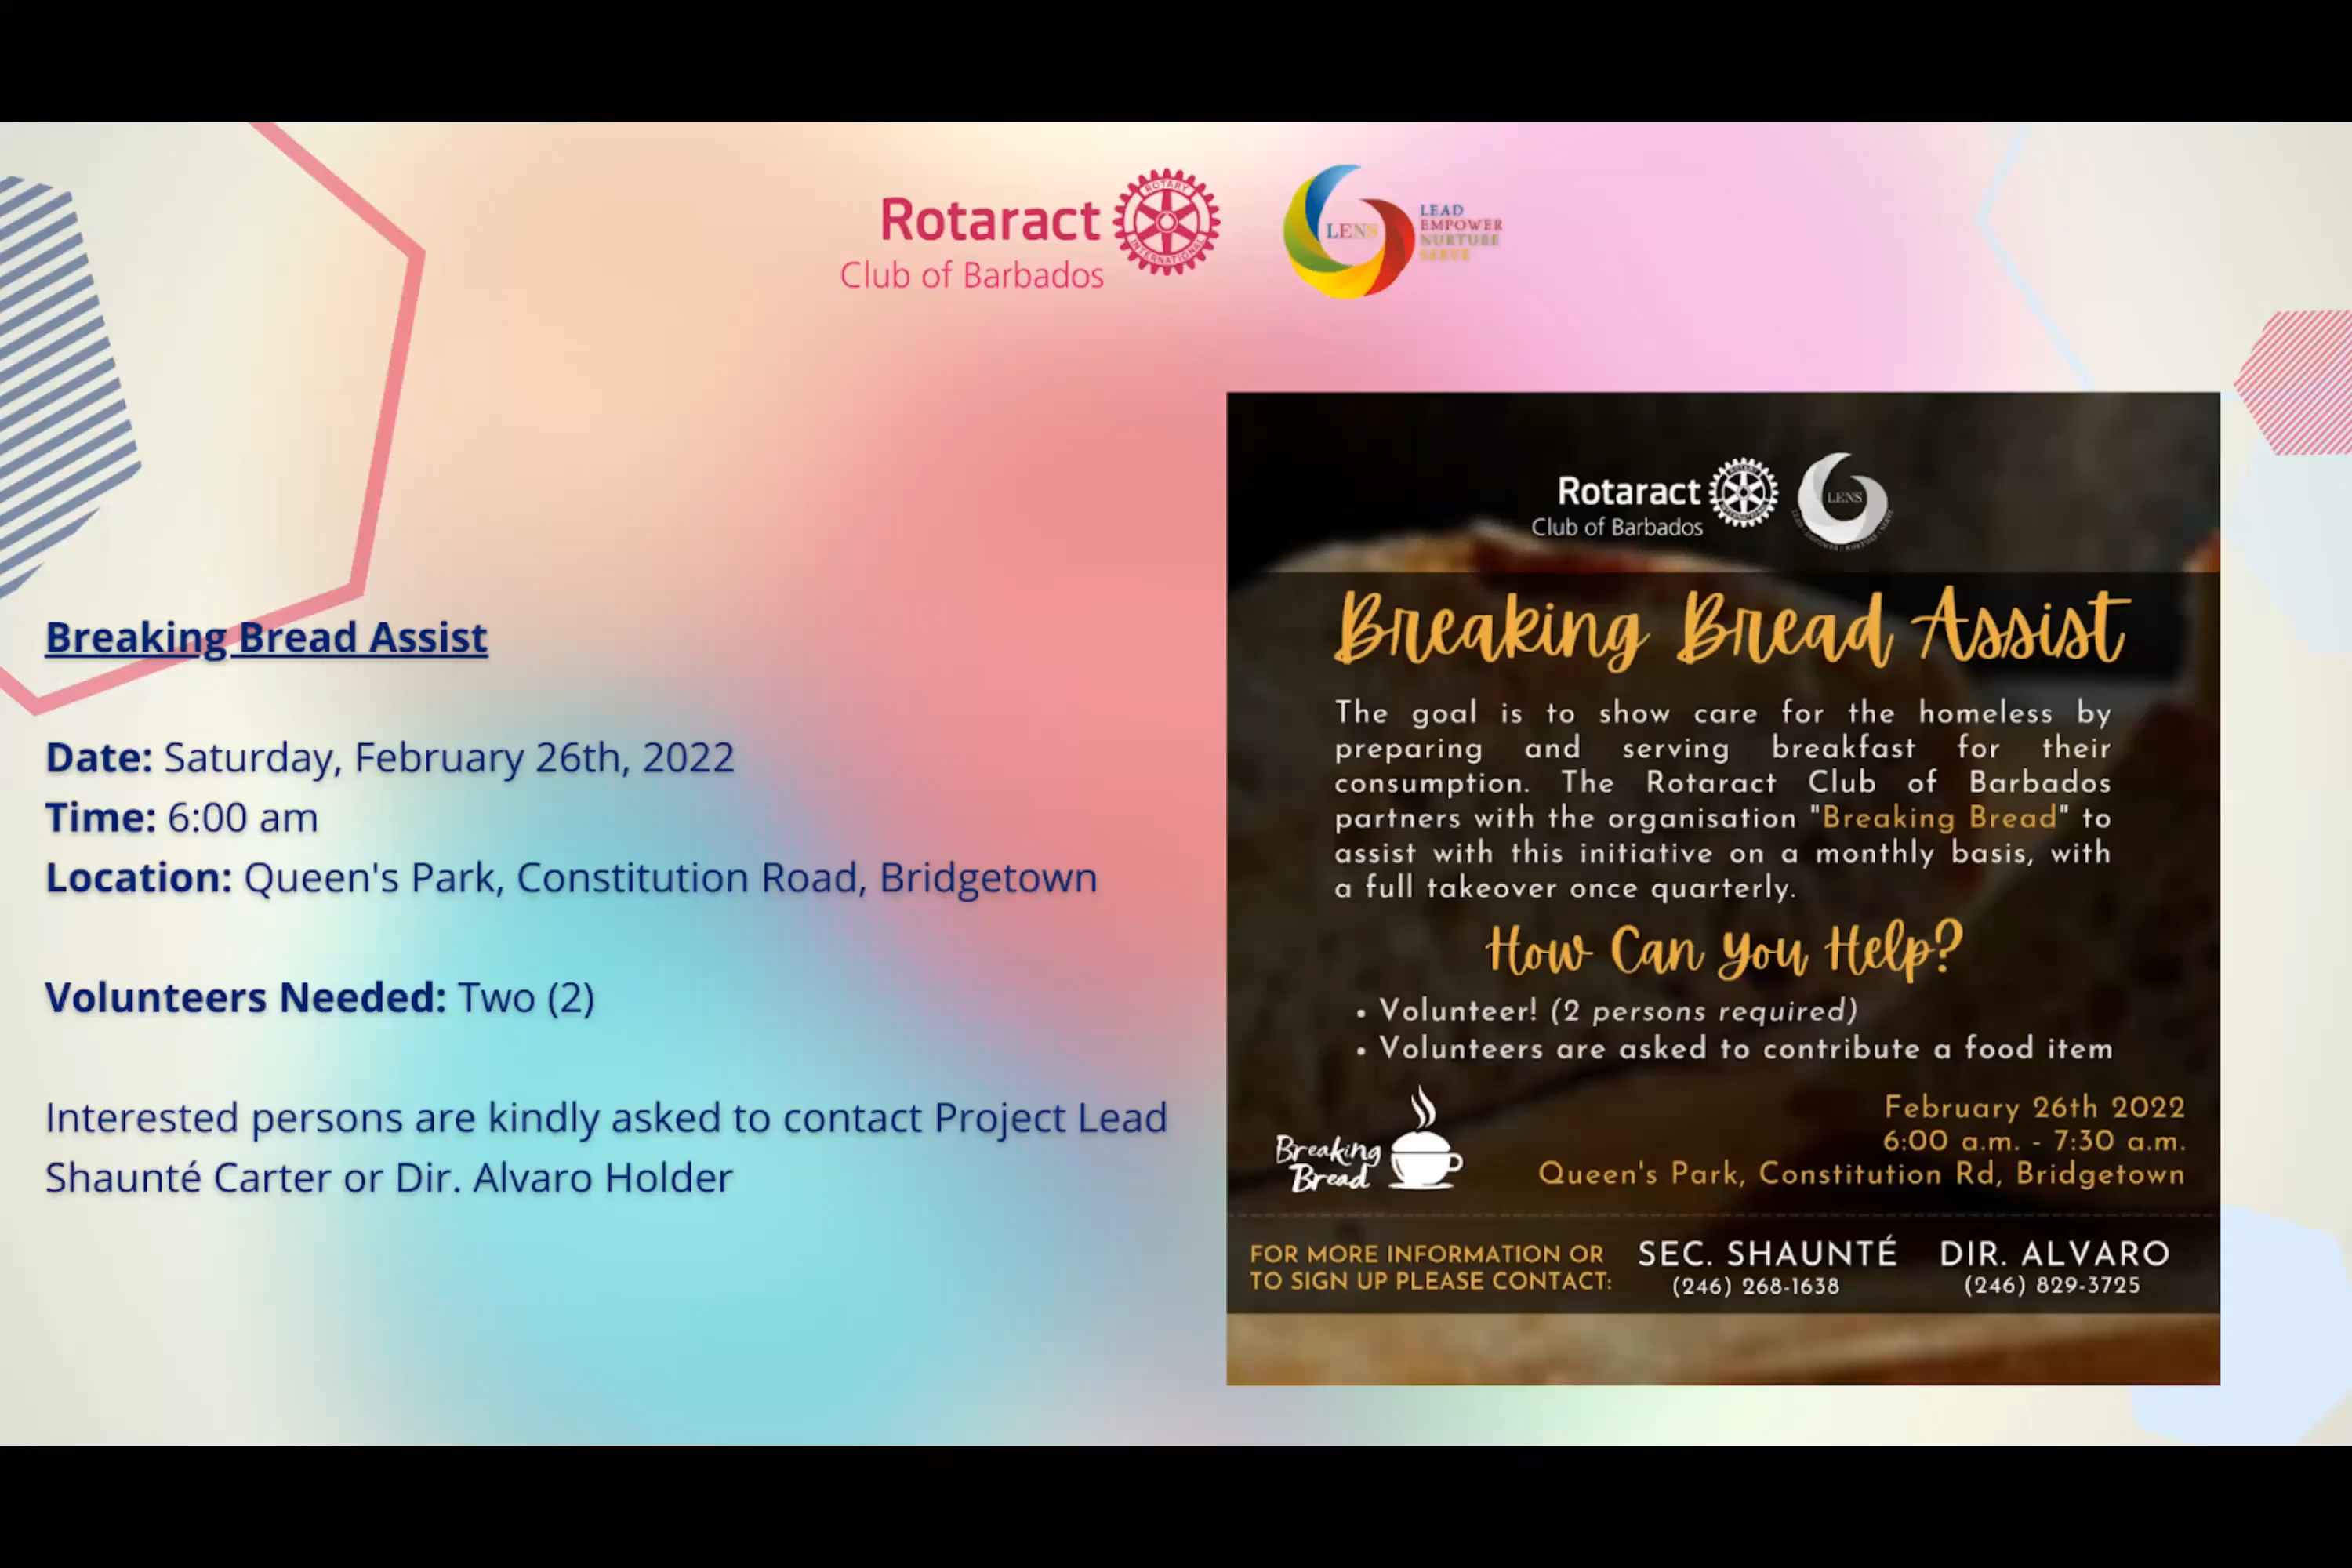 Rotaract
Club of Barbados
ROTARY
INTERNATIONAL
LENS
LEAD
EMPOWER
NURTURE
SERVE
Breaking Bread Assist
Date: Saturday, February 26th, 2022
Time: 6:00 am
Location: Queen's Park, Constitution Road, Bridgetown
Volunteers Needed: Two (2)
Interested persons are kindly asked to contact Project Lead
Shaunté Carter or Dir. Alvaro Holder
Rotaract
Club of Barbados
LENS
Breaking Bread Assist
The goal is to show care for the homeless by
preparing and serving breakfast for their
consumption. The Rotaract Club of Barbados
partners with the organisation "Breaking Bread" to
assist with this initiative on a monthly basis, with
a full takeover once quarterly.
How Can You Help?
• Volunteer! (2 persons required)
• Volunteers are asked to contribute a food item
Breaking
Bread
February 26th 2022
6:00 a.m. - 7:30 a.m.
Queen's Park, Constitution Rd, Bridgetown
FOR MORE INFORMATION OR
TO SIGN UP PLEASE CONTACT:
SEC. SHAUNTÉ
(246) 268-1638
DIR. ALVARO
(246) 829-3725